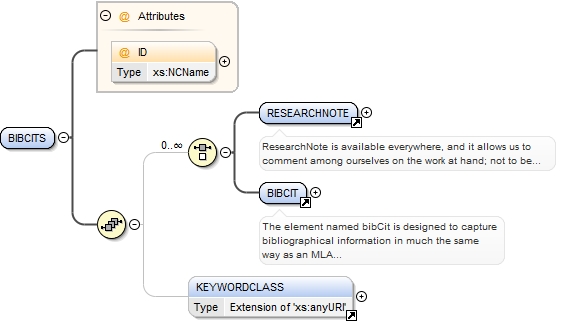 @ Attributes
@ ID
Type xs:NCName
BIBCITS
0..∞
RESEARCHNOTE
ResearchNote is available everywhere, and it allows us to
comment among ourselves on the work at hand; not to be...
BIBCIT
The element named bibCit is designed to capture
bibliographical information in much the same
way as an MLA...
KEYWORDCLASS
Type Extension of 'xs:anyURI'